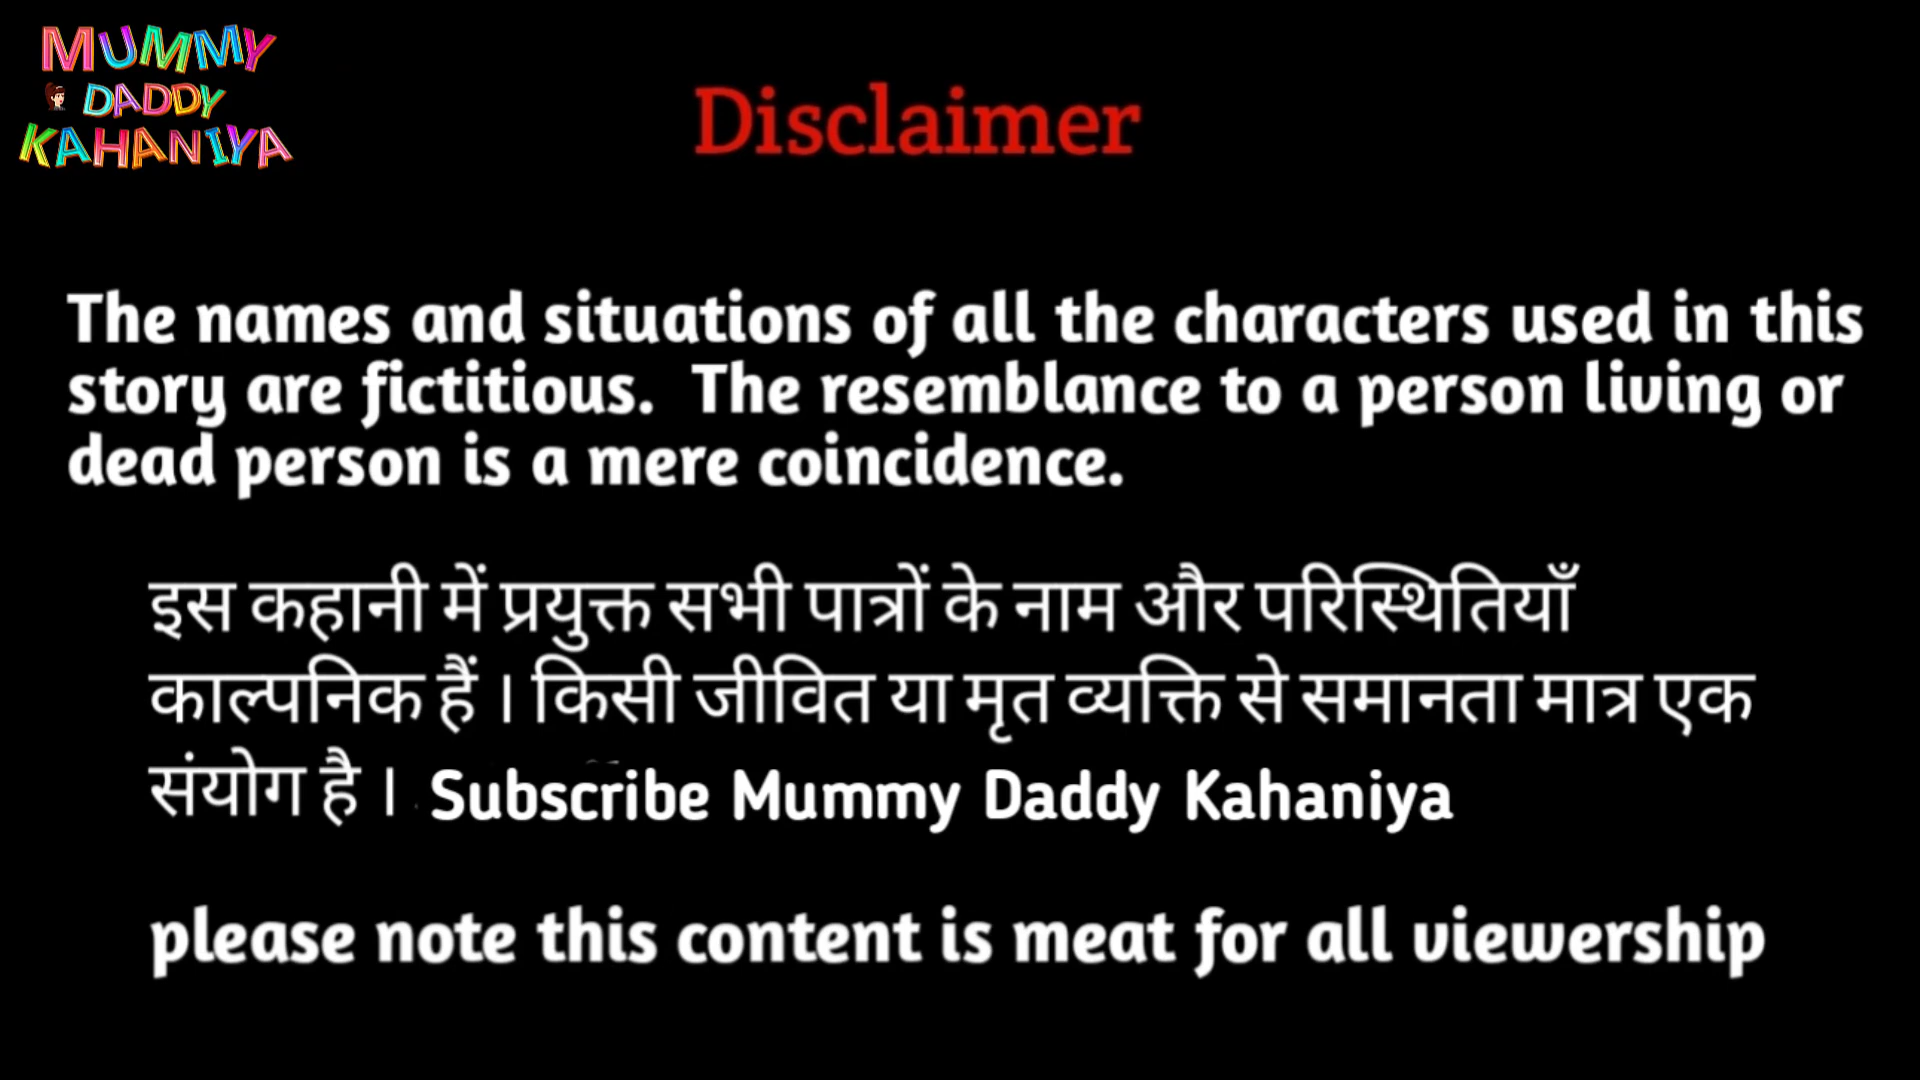 MUMMY
DADDY
KAHANIYA
Disclaimer
The names and situations of all the characters used in this
story are fictitious. The resemblance to a person living or
dead person is a mere coincidence.
इस कहानी में प्रयुक्त सभी पात्रों के नाम और परिस्थितियाँ
काल्पनिक हैं । किसी जीवित या मृत व्यक्ति से समानता मात्र एक
संयोग है । Subscribe Mummy Daddy Kahaniya
please note this content is meat for all viewership